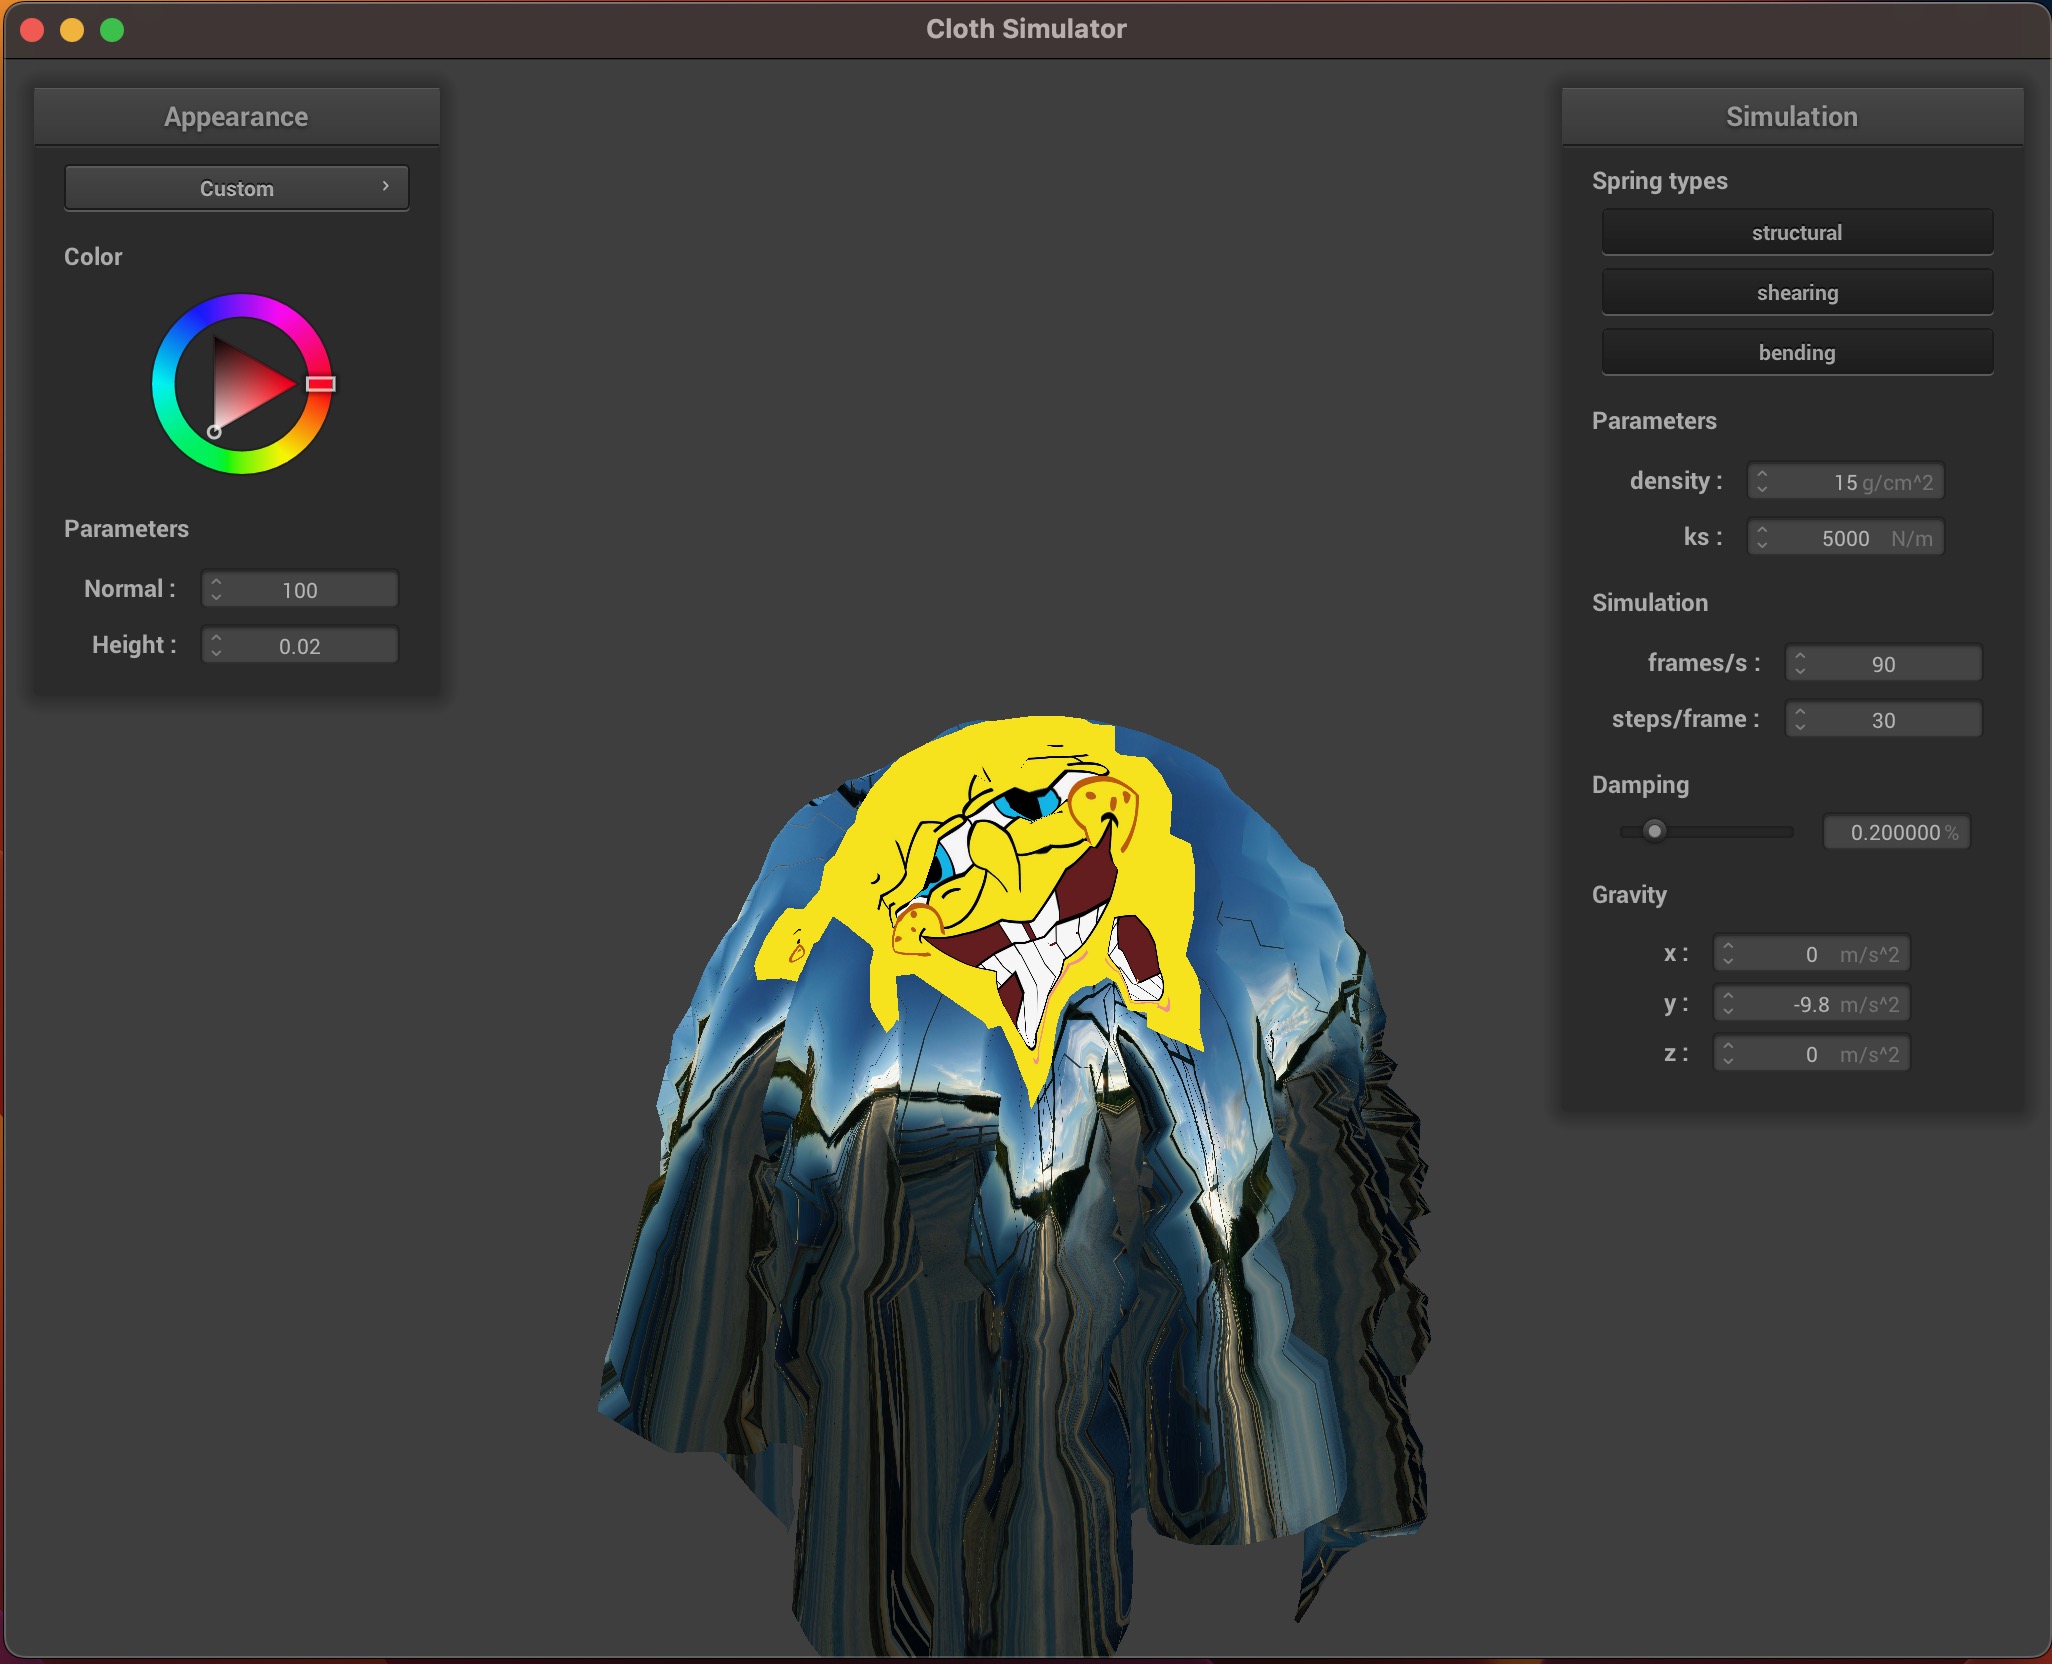 Cloth Simulator
Appearance
Custom
Color
Parameters
Normal : 100
Height : 0.02
Simulation
Spring types
structural
shearing
bending
Parameters
density : 15 g/cm^2
ks : 5000 N/m
Simulation
frames/s : 90
steps/frame : 30
Damping
0.200000 %
Gravity
x : 0 m/s^2
y : -9.8 m/s^2
z : 0 m/s^2